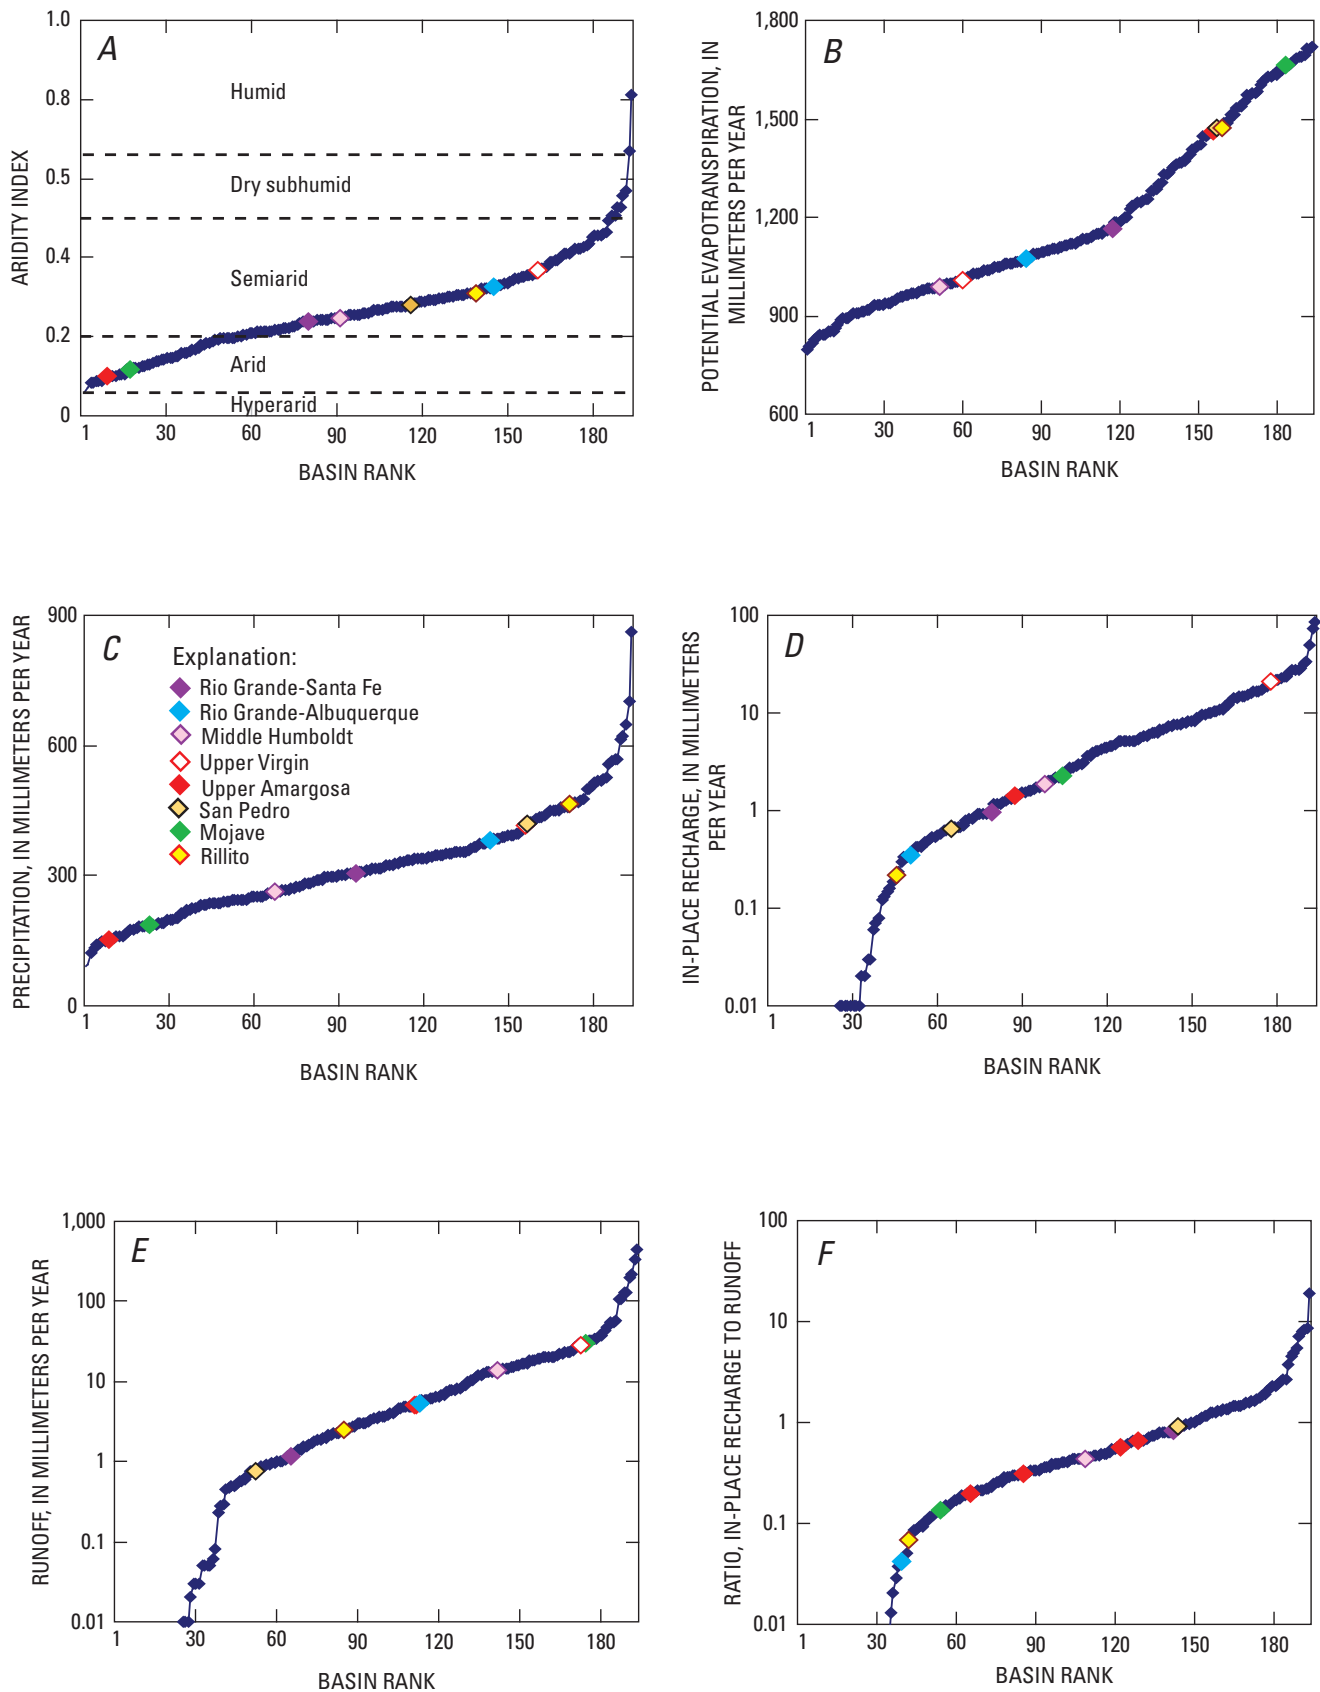 A
1.0
0.8
0.5
0.4
0.2
0
ARIDITY INDEX
Humid
Dry subhumid
Semiarid
Arid
Hyperarid
1 30 60 90 120 150 180
BASIN RANK
B
1,800
1,500
1,200
900
600
POTENTIAL EVAPOTRANSPIRATION, IN
MILLIMETERS PER YEAR
1 30 60 90 120 150 180
BASIN RANK
C
900
600
300
0
PRECIPITATION, IN MILLIMETERS PER YEAR
Explanation:
Rio Grande-Santa Fe
Rio Grande-Albuquerque
Middle Humboldt
Upper Virgin
Upper Amargosa
San Pedro
Mojave
Rillito
1 30 60 90 120 150 180
BASIN RANK
D
100
10
1
0.1
0.01
IN-PLACE RECHARGE, IN MILLIMETERS
PER YEAR
1 30 60 90 120 150 180
BASIN RANK
E
1,000
100
10
1
0.1
0.01
RUNOFF, IN MILLIMETERS PER YEAR
1 30 60 90 120 150 180
BASIN RANK
F
100
10
1
0.1
0.01
RATIO, IN-PLACE RECHARGE TO RUNOFF
1 30 60 90 120 150 180
BASIN RANK